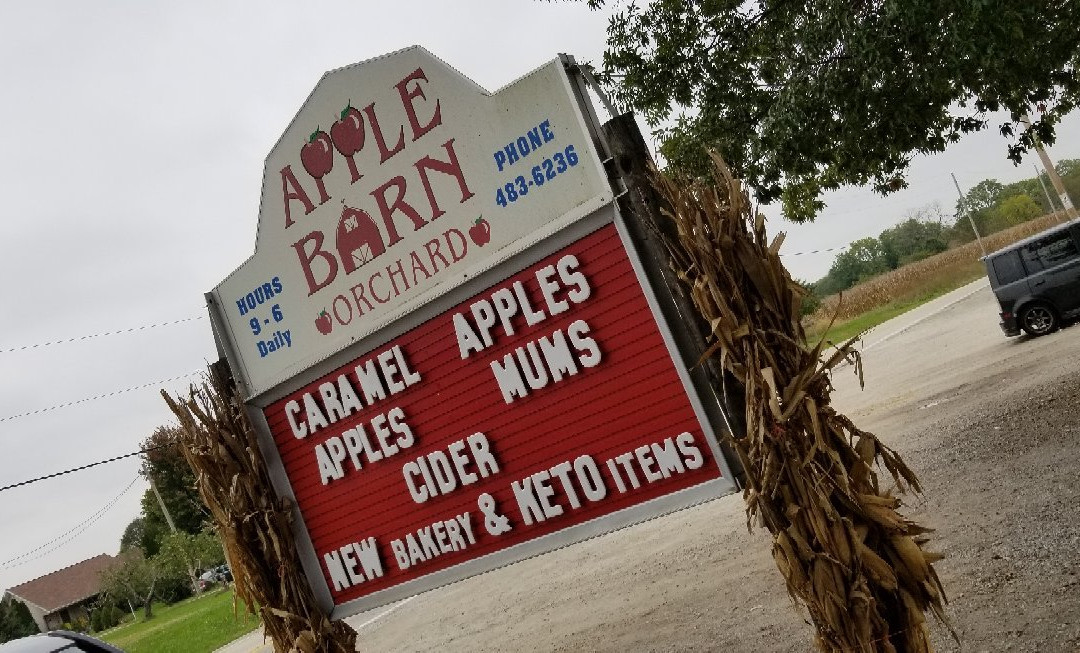 APPLE
BARN
ORCHARD
PHONE
483-6236
HOURS
9 - 6
Daily
CARAMEL APPLES
APPLES MUMS
CIDER
NEW BAKERY & KETO ITEMS